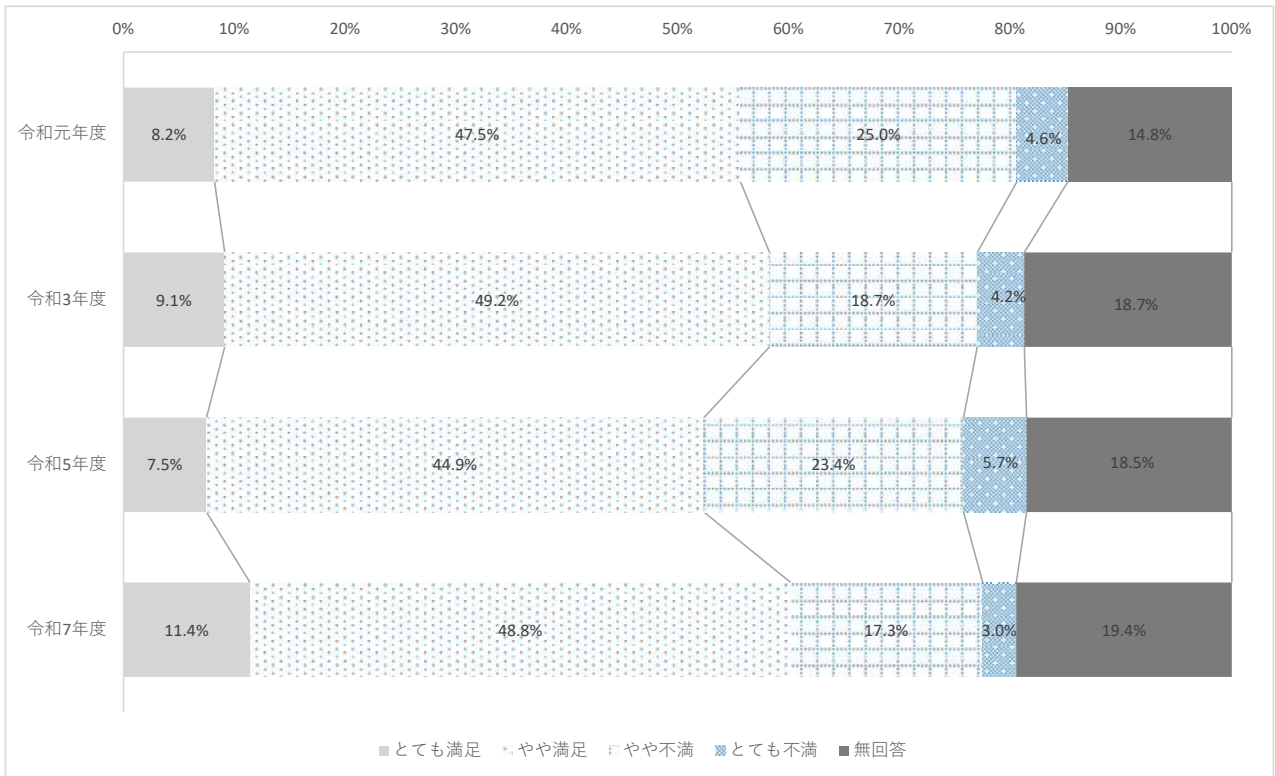 0% 10% 20% 30% 40% 50% 60% 70% 80% 90% 100%
令和元年度 8.2% 47.5% 25.0% 4.6% 14.8%
令和3年度 9.1% 49.2% 18.7% 4.2% 18.7%
令和5年度 7.5% 44.9% 23.4% 5.7% 18.5%
令和7年度 11.4% 48.8% 17.3% 3.0% 19.4%
とても満足 やや満足 やや不満 とても不満 無回答